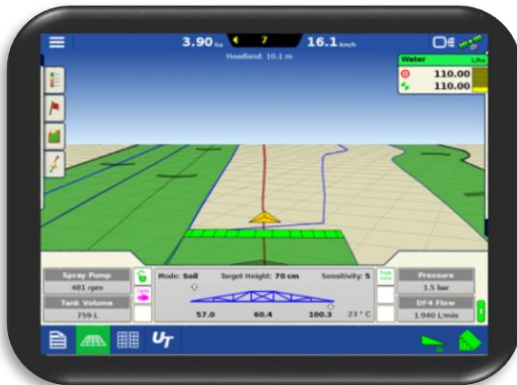 3.90 ha 7 16.1 km/h
Headland: 10.1 m
Water L/ha
110.00
110.00
Spray Pump
481 rpm
Tank Volume
759 L
Mode: Soil Target Height: 70 cm Sensitivity: 5
57.0 60.4 100.3 23 °C
Pressure
1.5 bar
DF4 Flow
1.940 L/min
UT